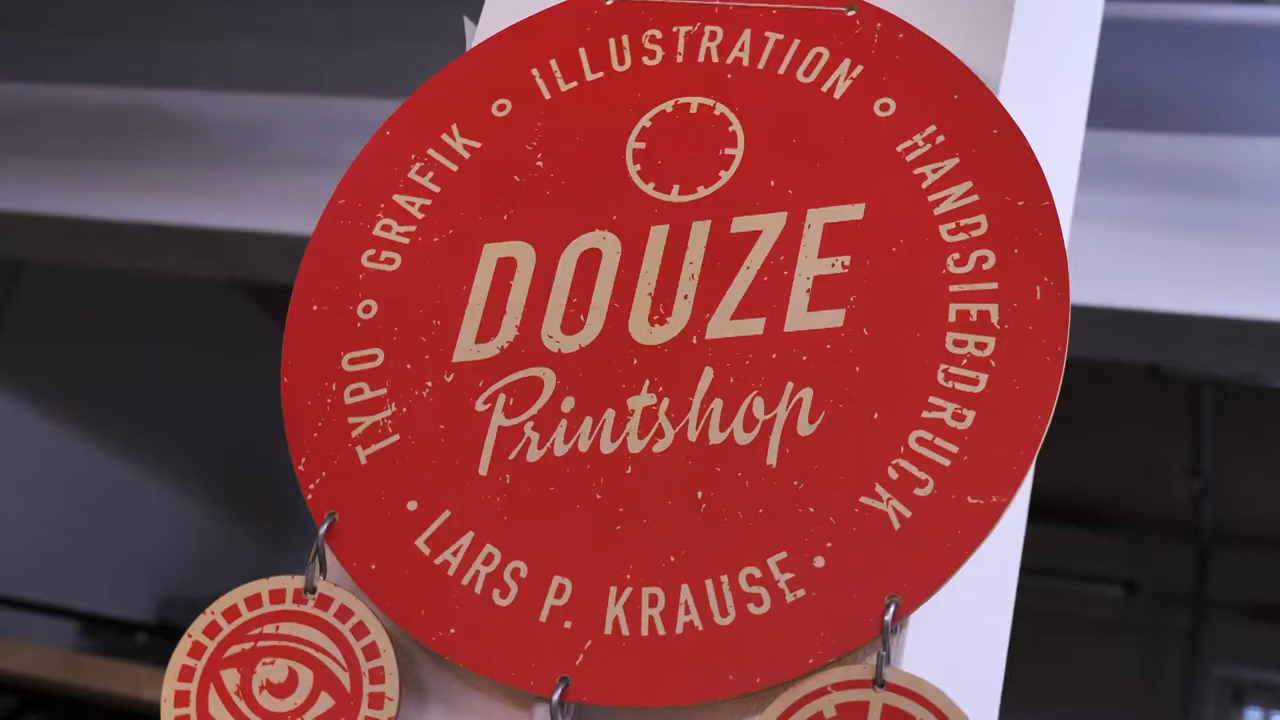 TYPO ° GRAFIK ° ILLUSTRATION ° HANDSIEBDRUCK
DOUZE
Printshop
• LARS P. KRAUSE •